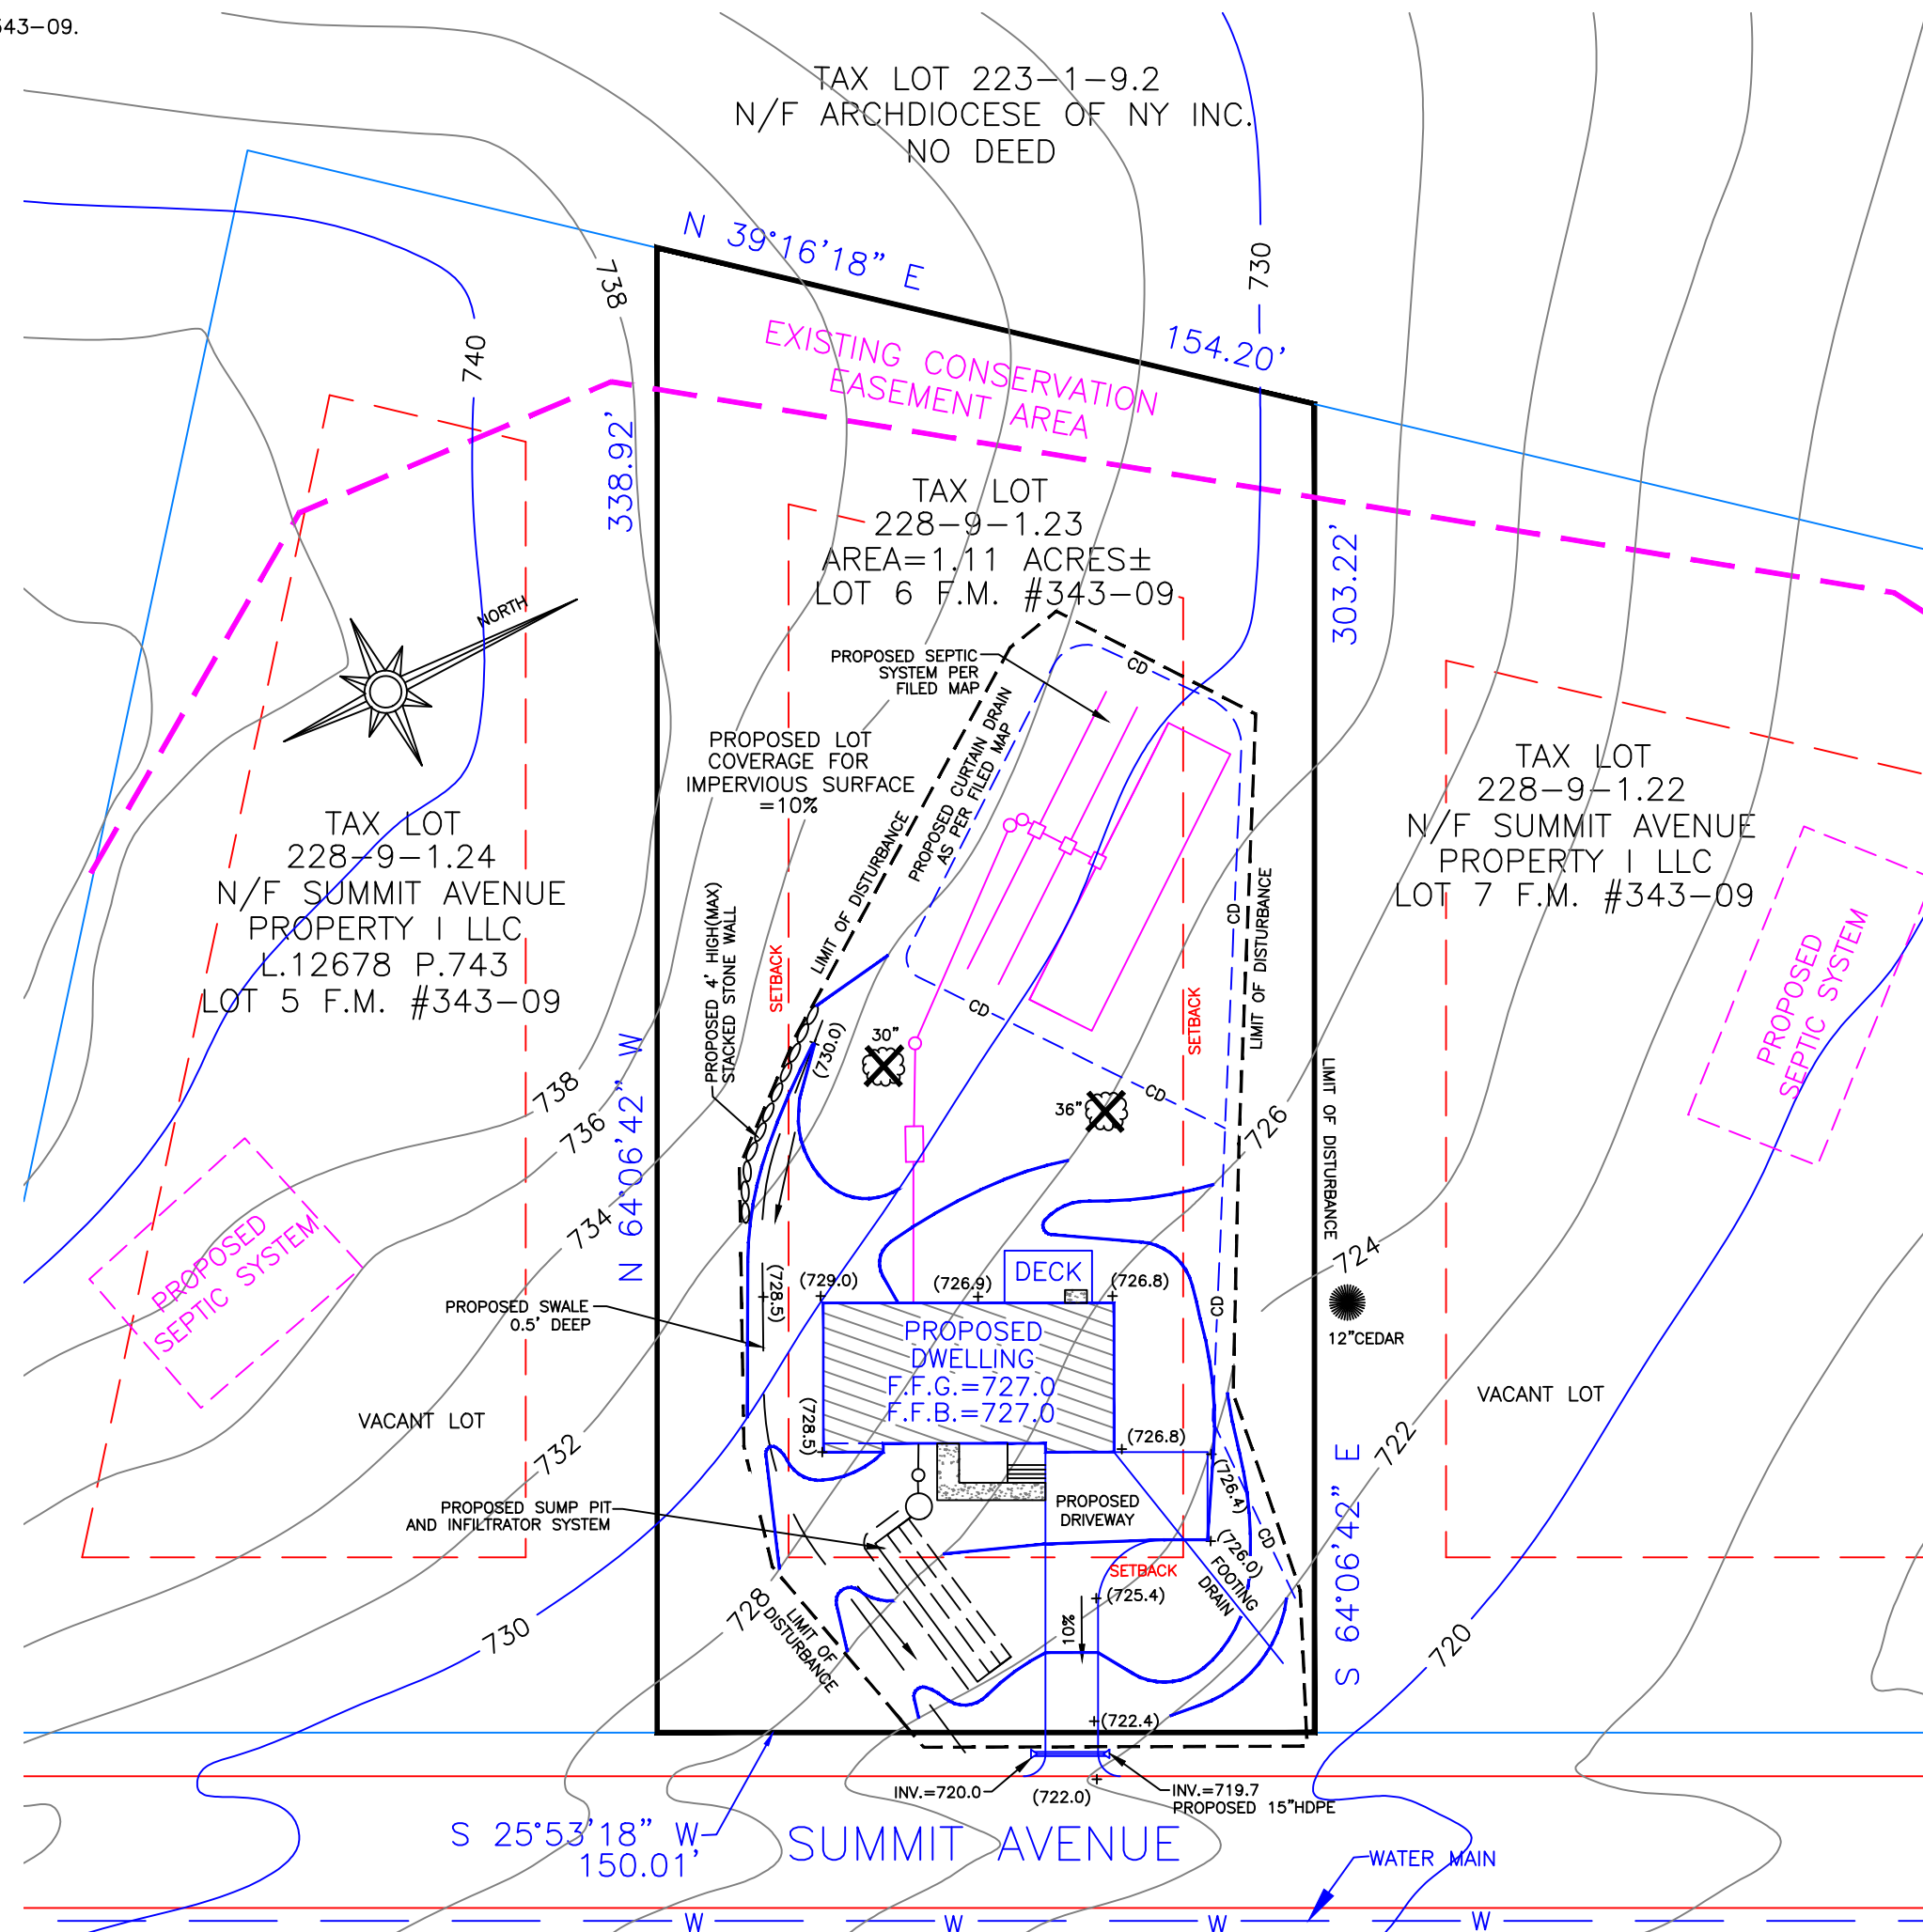 543-09.
TAX LOT 223-1-9.2
N/F ARCHDIOCESE OF NY INC.
NO DEED
N 39°16'18" E
154.20'
738
730
740
EXISTING CONSERVATION
EASEMENT AREA
338.92'
303.22'
TAX LOT
228-9-1.23
AREA=1.11 ACRES±
LOT 6 F.M. #343-09
NORTH
PROPOSED SEPTIC
SYSTEM PER
FILED MAP
CD
PROPOSED CURTAIN DRAIN
AS PER FILED MAP
LIMIT OF DISTURBANCE
PROPOSED LOT
COVERAGE FOR
IMPERVIOUS SURFACE
=10%
TAX LOT
228-9-1.24
N/F SUMMIT AVENUE
PROPERTY I LLC
L.12678 P.743
LOT 5 F.M. #343-09
TAX LOT
228-9-1.22
N/F SUMMIT AVENUE
PROPERTY I LLC
LOT 7 F.M. #343-09
PROPOSED
SEPTIC SYSTEM
PROPOSED 4' HIGH(MAX)
STACKED STONE WALL
SETBACK
SETBACK
CD
LIMIT OF DISTURBANCE
LIMIT OF DISTURBANCE
CD
CD
(730.0)
30"
36"
738
736
734
732
730
728
726
724
722
720
N 64°06'42" W
S 64°06'42" E
PROPOSED
SEPTIC SYSTEM
PROPOSED SWALE
0.5' DEEP
(728.5)
(729.0)
(726.9)
DECK
(726.8)
CD
12"CEDAR
PROPOSED
DWELLING
F.F.G.=727.0
F.F.B.=727.0
VACANT LOT
VACANT LOT
(728.5)
(726.8)
(726.4)
PROPOSED SUMP PIT
AND INFILTRATOR SYSTEM
PROPOSED
DRIVEWAY
CD
(726.0)
SETBACK
FOOTING
DRAIN
(725.4)
10%
LIMIT OF
DISTURBANCE
(722.4)
INV.=720.0
(722.0)
INV.=719.7
PROPOSED 15"HDPE
S 25°53'18" W
150.01'
SUMMIT AVENUE
WATER MAIN
W
W
W
W